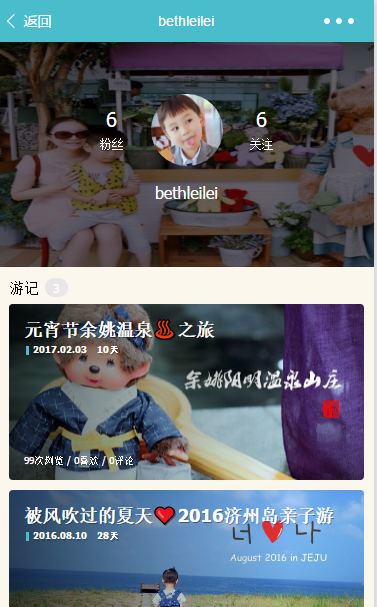 返回
bethleilei
6
粉丝
6
关注
bethleilei
游记 3
元宵节余姚温泉♨之旅
2017.02.03 10天
余姚阳明温泉山庄
99次浏览 / 0喜欢 / 0评论
被风吹过的夏天❤2016济州岛亲子游
2016.08.10 28天
너 나
August 2016 in JEJU